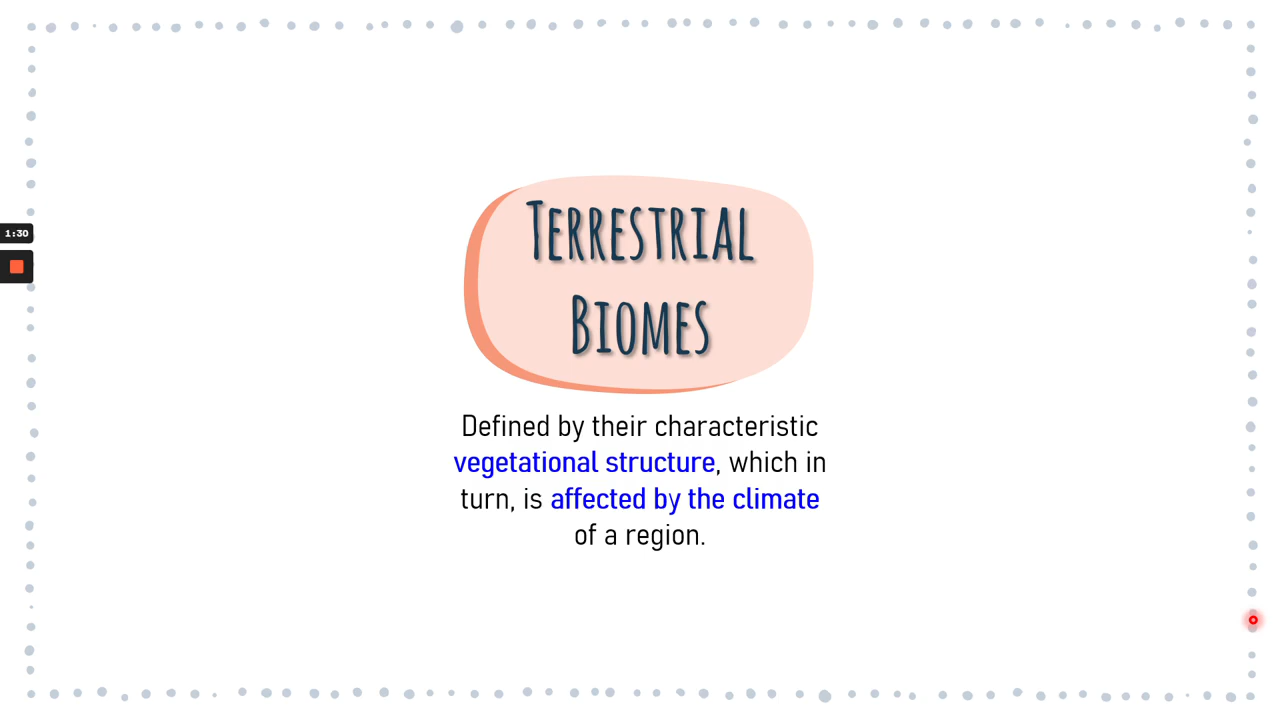 1:30
Terrestrial
Biomes
Defined by their characteristic
vegetational structure, which in
turn, is affected by the climate
of a region.